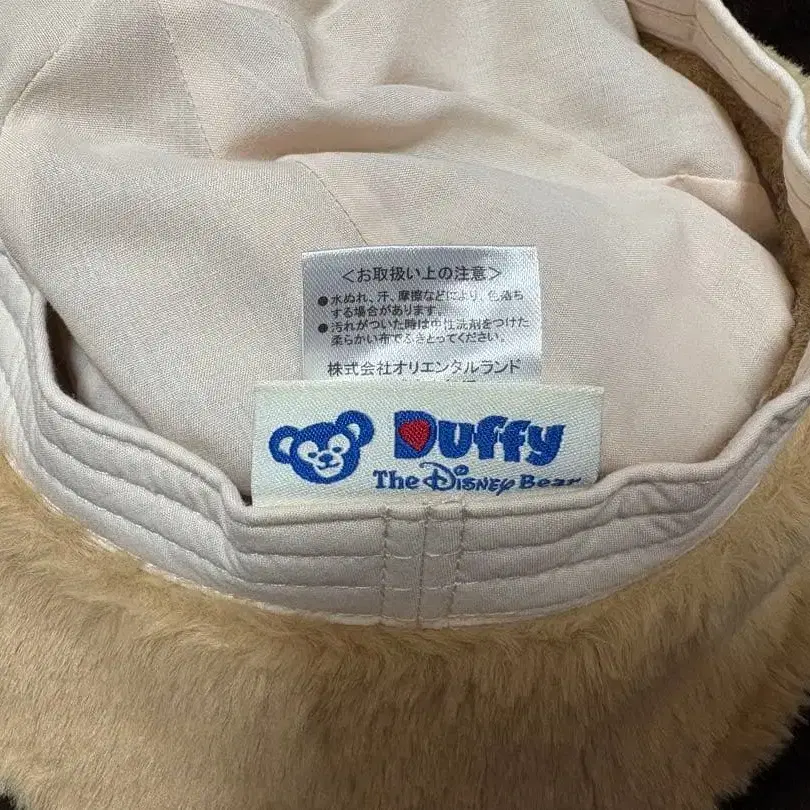 <お取扱い上の注意>
●水ぬれ、汗、摩擦などにより、色落ち
する場合があります。
●汚れがついた時は中性洗剤をつけた
柔らかい布でふきとってください。
株式会社オリエンタルランド
Duffy
The Disney Bear